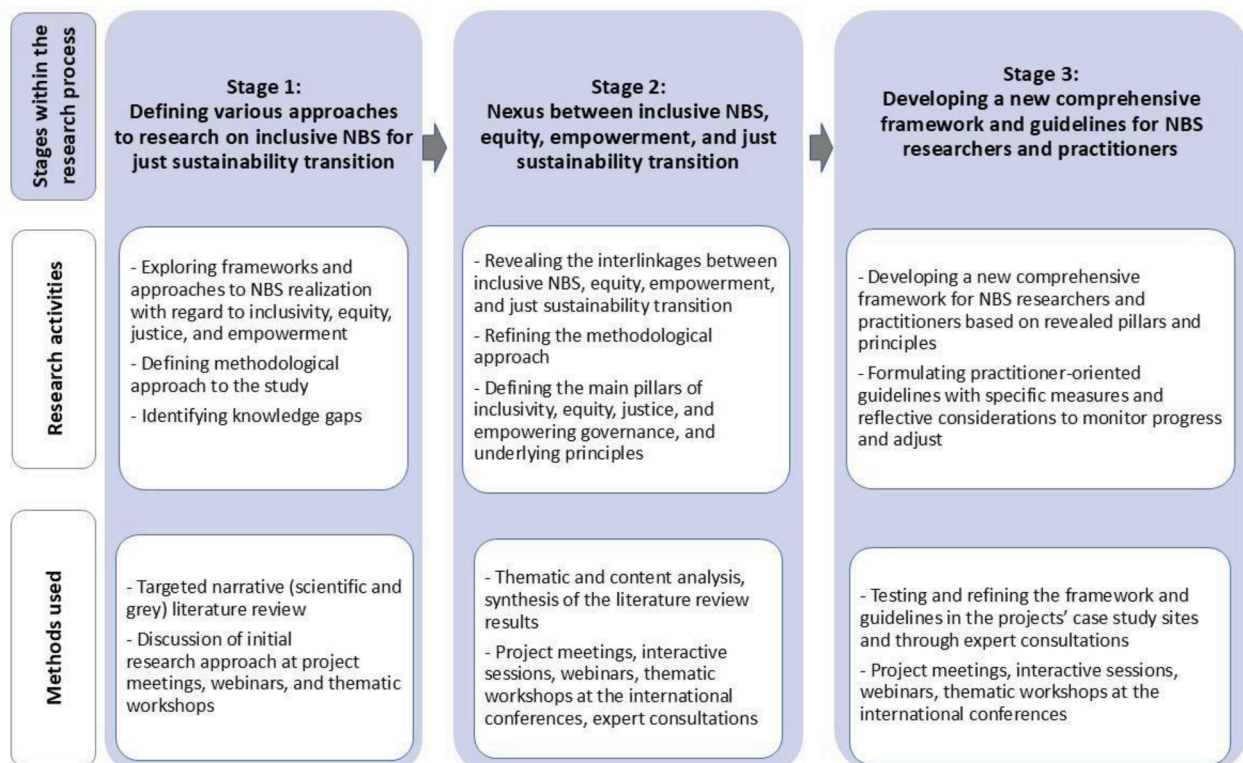 Stages within the
research process
Stage 1:
Defining various approaches
to research on inclusive NBS for
just sustainability transition
Stage 2:
Nexus between inclusive NBS,
equity, empowerment, and just
sustainability transition
Stage 3:
Developing a new comprehensive
framework and guidelines for NBS
researchers and practitioners
Research activities
- Exploring frameworks and
approaches to NBS realization
with regard to inclusivity, equity,
justice, and empowerment
- Defining methodological
approach to the study
- Identifying knowledge gaps
- Revealing the interlinkages between
inclusive NBS, equity, empowerment,
and just sustainability transition
- Refining the methodological
approach
- Defining the main pillars of
inclusivity, equity, justice, and
empowering governance, and
underlying principles
- Developing a new comprehensive
framework for NBS researchers and
practitioners based on revealed pillars and
principles
- Formulating practitioner-oriented
guidelines with specific measures and
reflective considerations to monitor progress
and adjust
Methods used
- Targeted narrative (scientific and
grey) literature review
- Discussion of initial
research approach at project
meetings, webinars, and thematic
workshops
- Thematic and content analysis,
synthesis of the literature review
results
- Project meetings, interactive
sessions, webinars, thematic
workshops at the international
conferences, expert consultations
- Testing and refining the framework and
guidelines in the projects' case study sites
and through expert consultations
- Project meetings, interactive sessions,
webinars, thematic workshops at the
international conferences